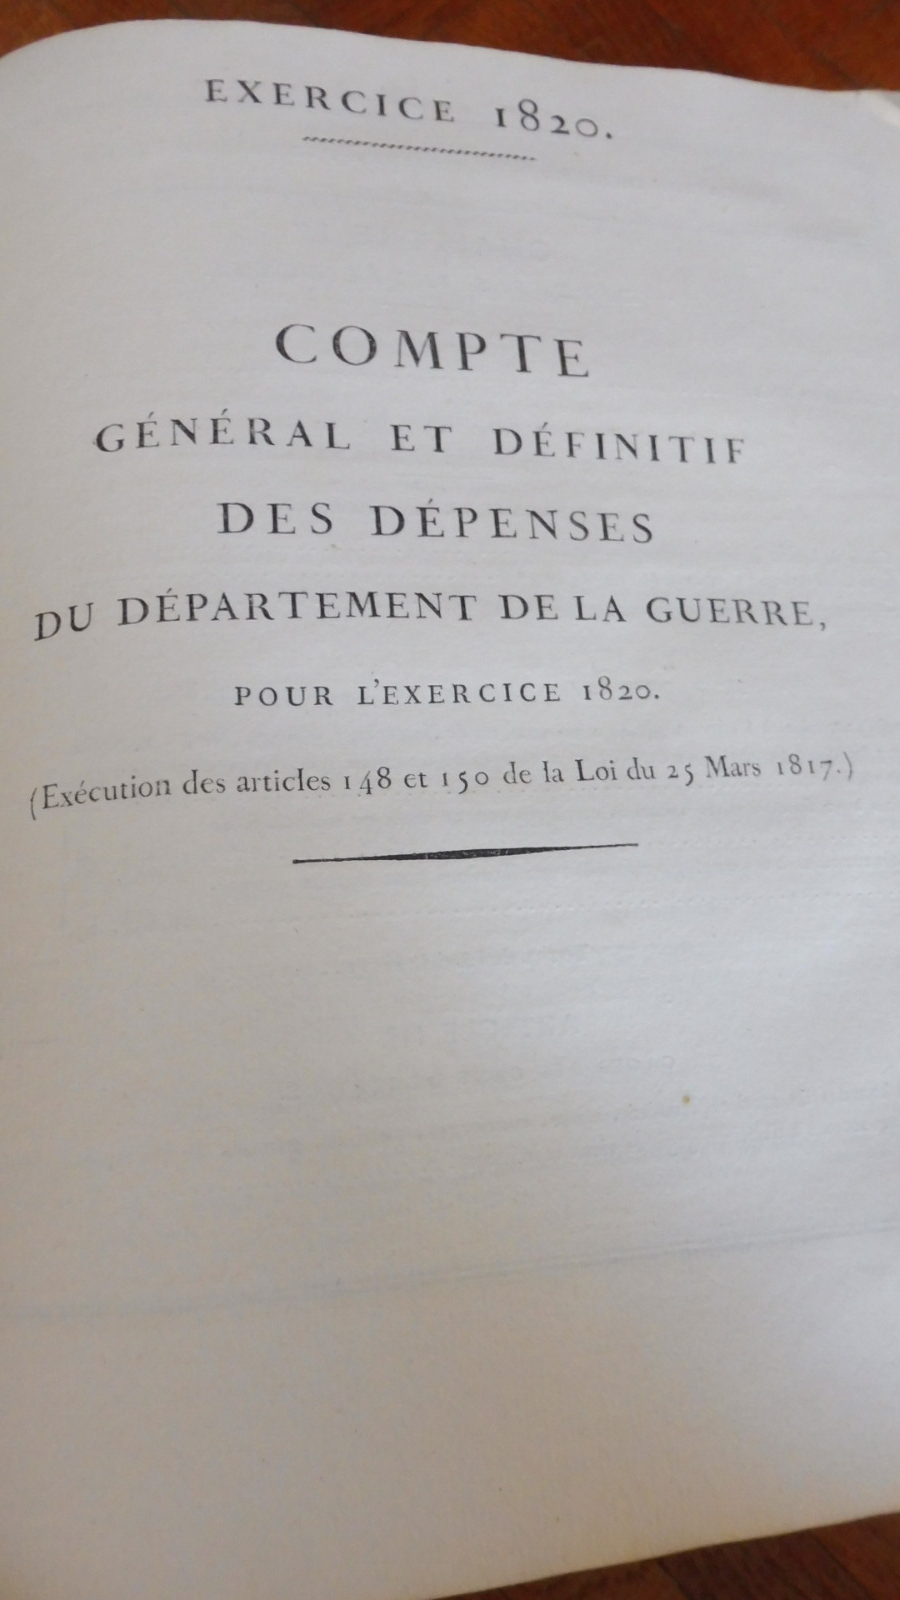 EXERCICE 1820.
COMPTE
GÉNÉRAL ET DÉFINITIF
DES DÉPENSES
DU DÉPARTEMENT DE LA GUERRE,
POUR L'EXERCICE 1820.
(Exécution des articles 148 et 150 de la Loi du 25 Mars 1817.)